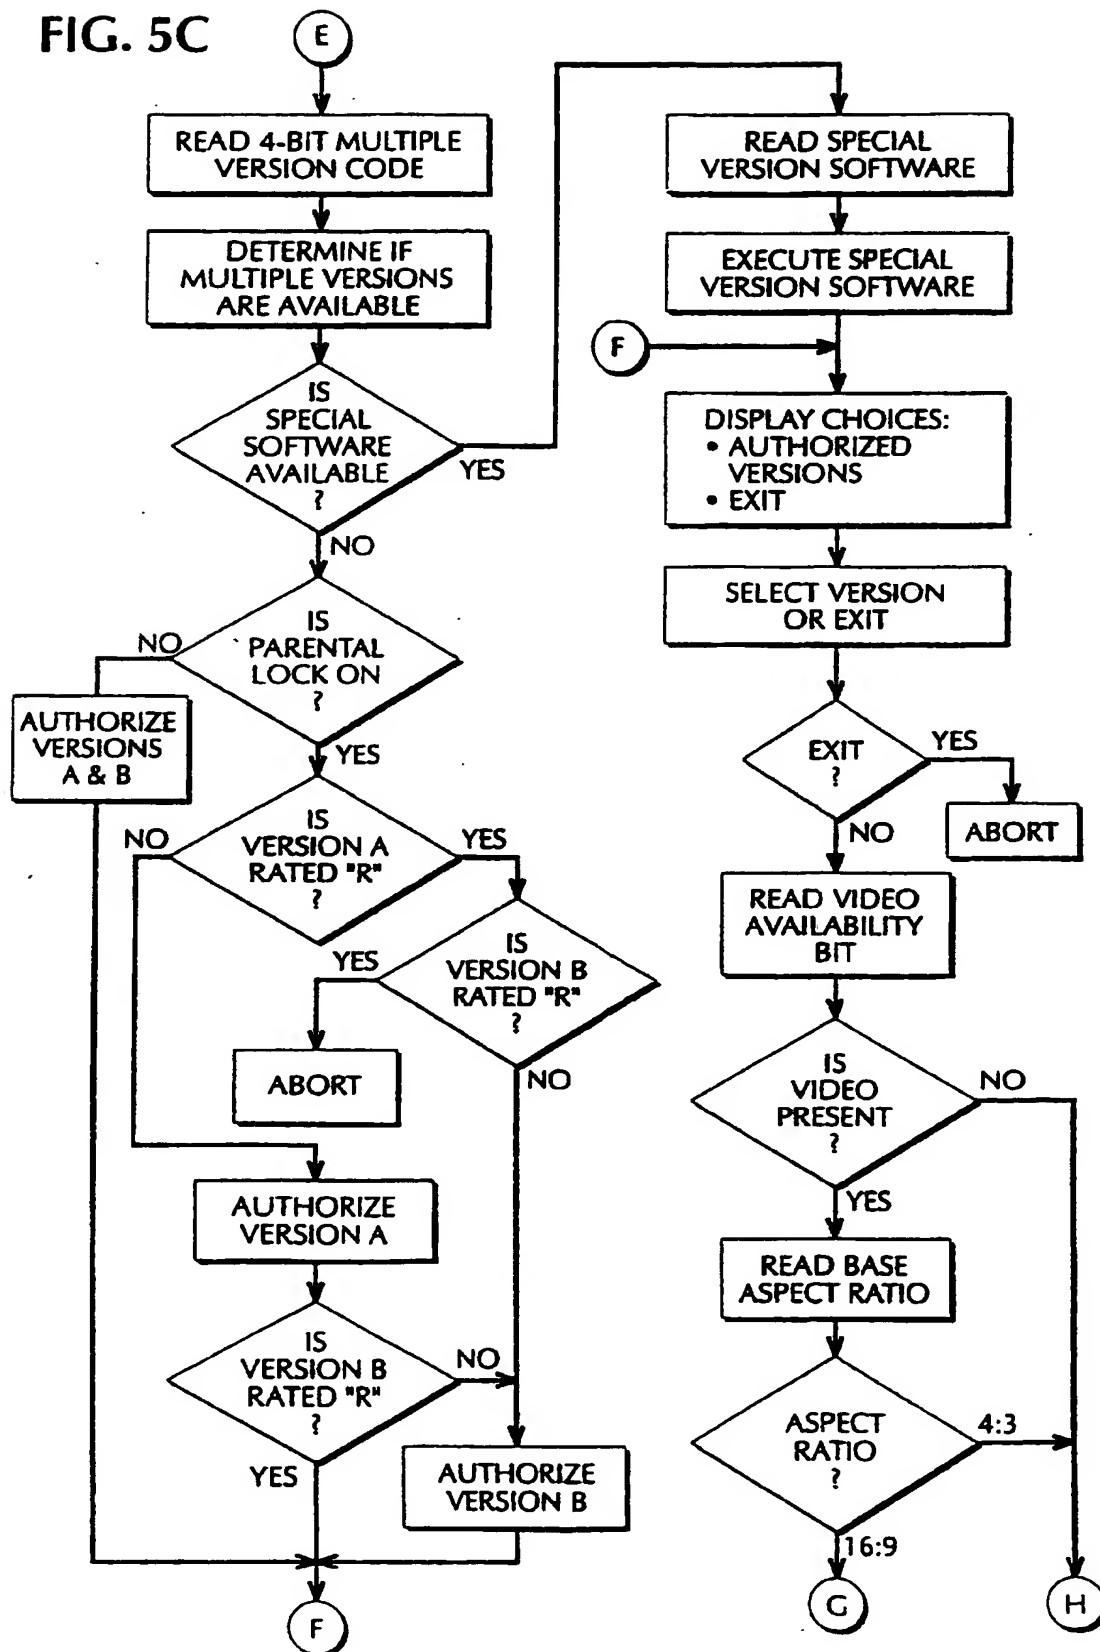 FIG. 5C
E
READ 4-BIT MULTIPLE
VERSION CODE
DETERMINE IF
MULTIPLE VERSIONS
ARE AVAILABLE
IS
SPECIAL
SOFTWARE
AVAILABLE
?
YES
NO
IS
PARENTAL
LOCK ON
?
NO
YES
AUTHORIZE
VERSIONS
A & B
IS
VERSION A
RATED "R"
?
NO
YES
IS
VERSION B
RATED "R"
?
YES
NO
ABORT
AUTHORIZE
VERSION A
IS
VERSION B
RATED "R"
?
NO
YES
AUTHORIZE
VERSION B
F
READ SPECIAL
VERSION SOFTWARE
EXECUTE SPECIAL
VERSION SOFTWARE
F
DISPLAY CHOICES:
• AUTHORIZED
VERSIONS
• EXIT
SELECT VERSION
OR EXIT
EXIT
?
YES
NO
ABORT
READ VIDEO
AVAILABILITY
BIT
IS
VIDEO
PRESENT
?
NO
YES
READ BASE
ASPECT RATIO
ASPECT
RATIO
?
4:3
16:9
G
H